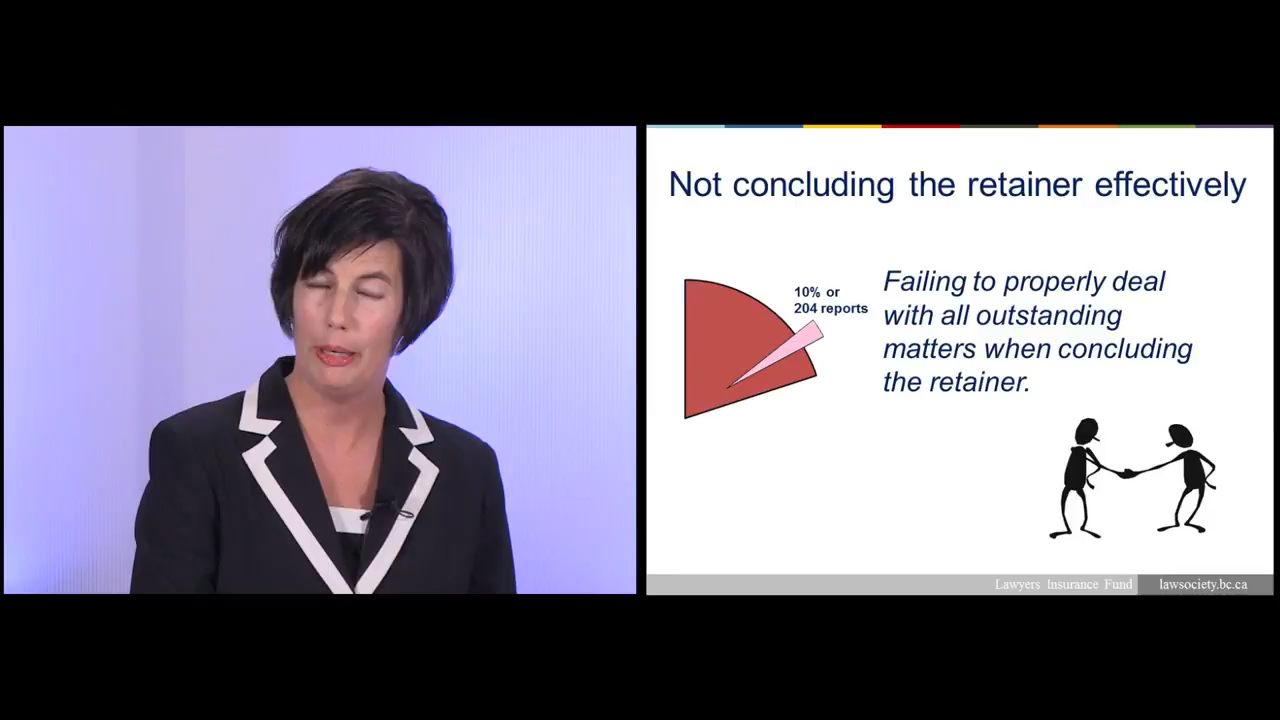 Not concluding the retainer effectively
10% or
204 reports
Failing to properly deal
with all outstanding
matters when concluding
the retainer.
Lawyers Insurance Fund
lawsociety.bc.ca